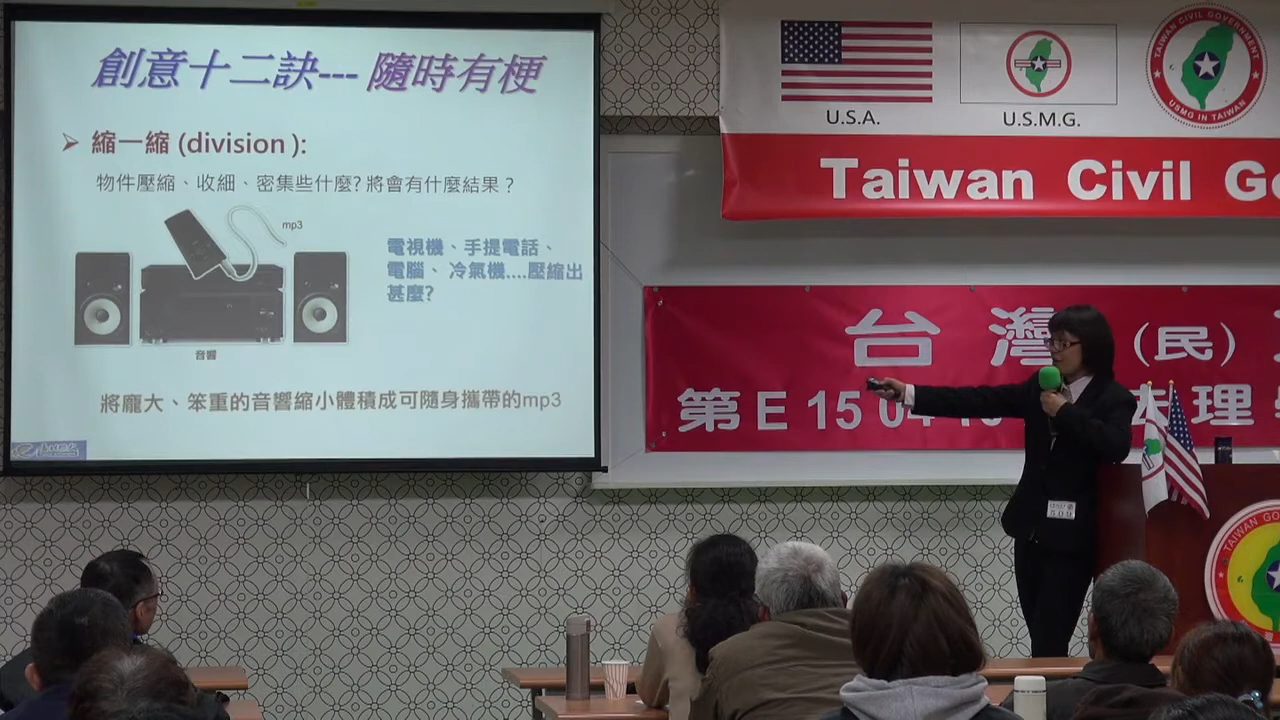 創意十二訣--- 隨時有梗
縮一縮 (division ):
物件壓縮、收細、密集些什麼? 將會有什麼結果?
mp3
電視機、手提電話、
電腦、冷氣機....壓縮出
甚麼?
音響
將龐大、笨重的音響縮小體積成可隨身攜帶的mp3
U.S.A.
U.S.M.G.
TAIWAN CIVIL GOVERNMENT
USMG IN TAIWAN
Taiwan Civil Go
台灣(民)
第E 15 04
理
TAIWAN GO